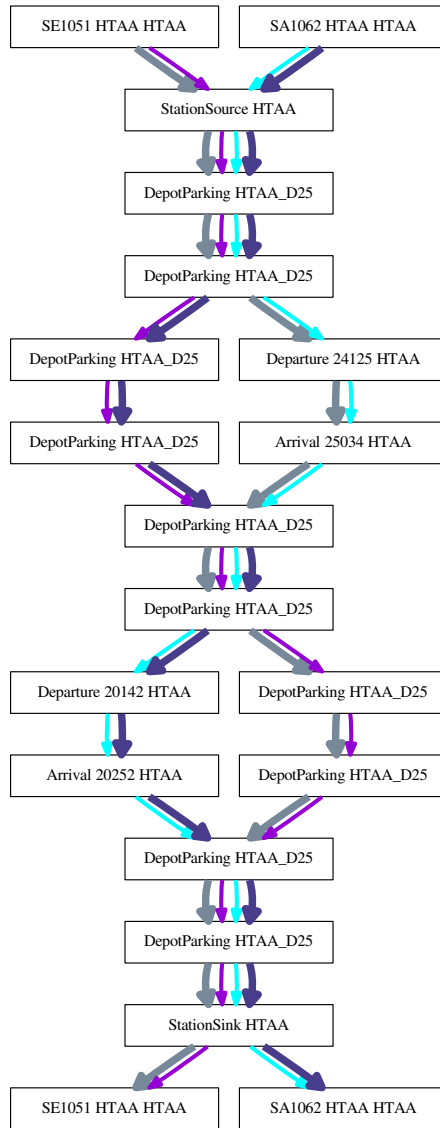 SE1051 HTAA HTAA
SA1062 HTAA HTAA
StationSource HTAA
DepotParking HTAA_D25
DepotParking HTAA_D25
DepotParking HTAA_D25
Departure 24125 HTAA
DepotParking HTAA_D25
Arrival 25034 HTAA
DepotParking HTAA_D25
DepotParking HTAA_D25
Departure 20142 HTAA
DepotParking HTAA_D25
Arrival 20252 HTAA
DepotParking HTAA_D25
DepotParking HTAA_D25
DepotParking HTAA_D25
StationSink HTAA
SE1051 HTAA HTAA
SA1062 HTAA HTAA